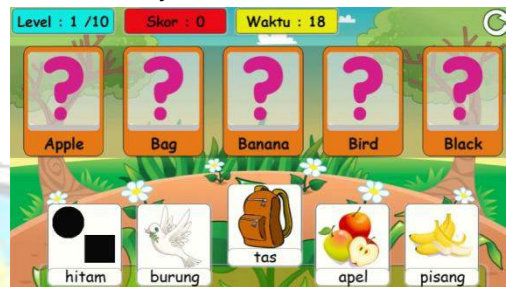 Level : 1 /10 Skor : 0 Waktu : 18
? ? ? ? ?
Apple Bag Banana Bird Black
hitam burung tas apel pisang